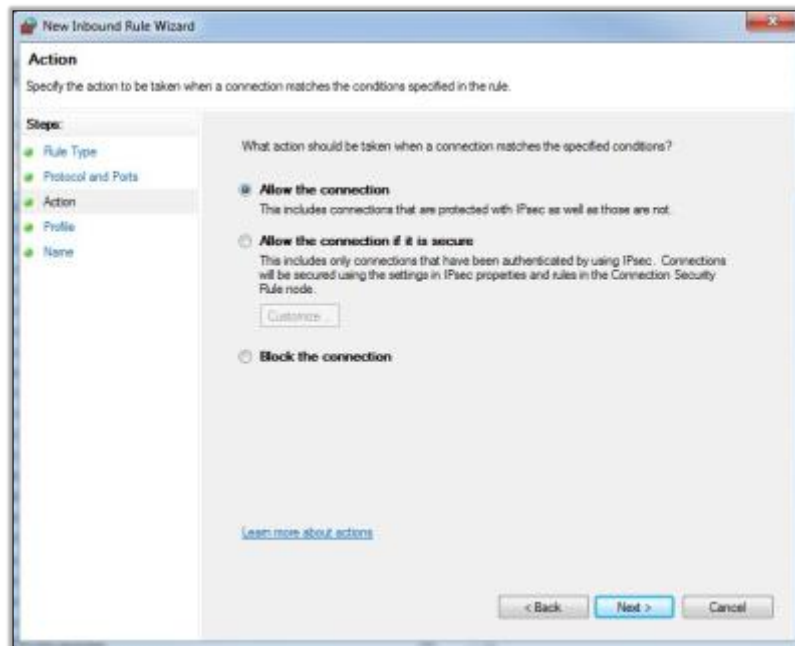 New Inbound Rule Wizard
Action
Specify the action to be taken when a connection matches the conditions specified in the rule.
Steps:
Rule Type
Protocol and Ports
Action
Profile
Name
What action should be taken when a connection matches the specified conditions?
Allow the connection
This includes connections that are protected with IPsec as well as those are not.
Allow the connection if it is secure
This includes only connections that have been authenticated by using IPsec. Connections
will be secured using the settings in IPsec properties and rules in the Connection Security
Rule node.
Customize...
Block the connection
Learn more about actions
< Back
Next >
Cancel